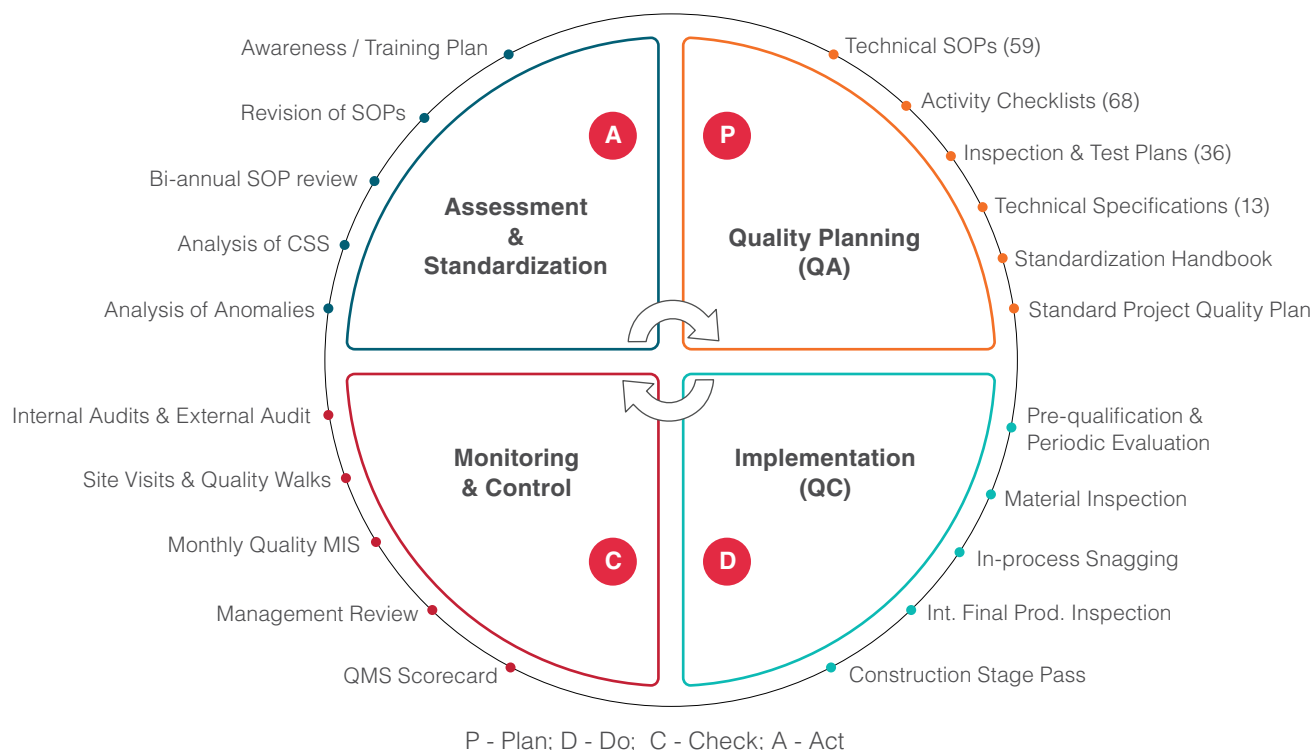 Awareness / Training Plan
Revision of SOPs
Bi-annual SOP review
Analysis of CSS
Analysis of Anomalies
A
Assessment
&
Standardization
Technical SOPs (59)
Activity Checklists (68)
Inspection & Test Plans (36)
Technical Specifications (13)
Standardization Handbook
Standard Project Quality Plan
P
Quality Planning
(QA)
Internal Audits & External Audit
Site Visits & Quality Walks
Monthly Quality MIS
Management Review
QMS Scorecard
Monitoring
& Control
C
Implementation
(QC)
D
Pre-qualification &
Periodic Evaluation
Material Inspection
In-process Snagging
Int. Final Prod. Inspection
Construction Stage Pass
P - Plan; D - Do; C - Check; A - Act